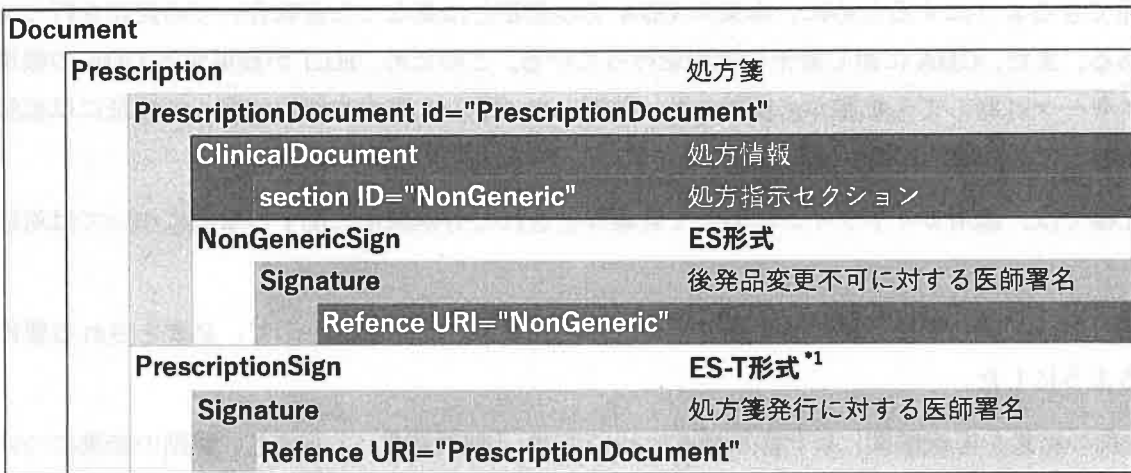 Document
Prescription 処方箋
PrescriptionDocument id="PrescriptionDocument"
ClinicalDocument 処方情報
section ID="NonGeneric" 処方指示セクション
NonGenericSign ES形式
Signature 後発品変更不可に対する医師署名
Refence URI="NonGeneric"
PrescriptionSign ES-T形式*1
Signature 処方箋発行に対する医師署名
Refence URI="PrescriptionDocument"